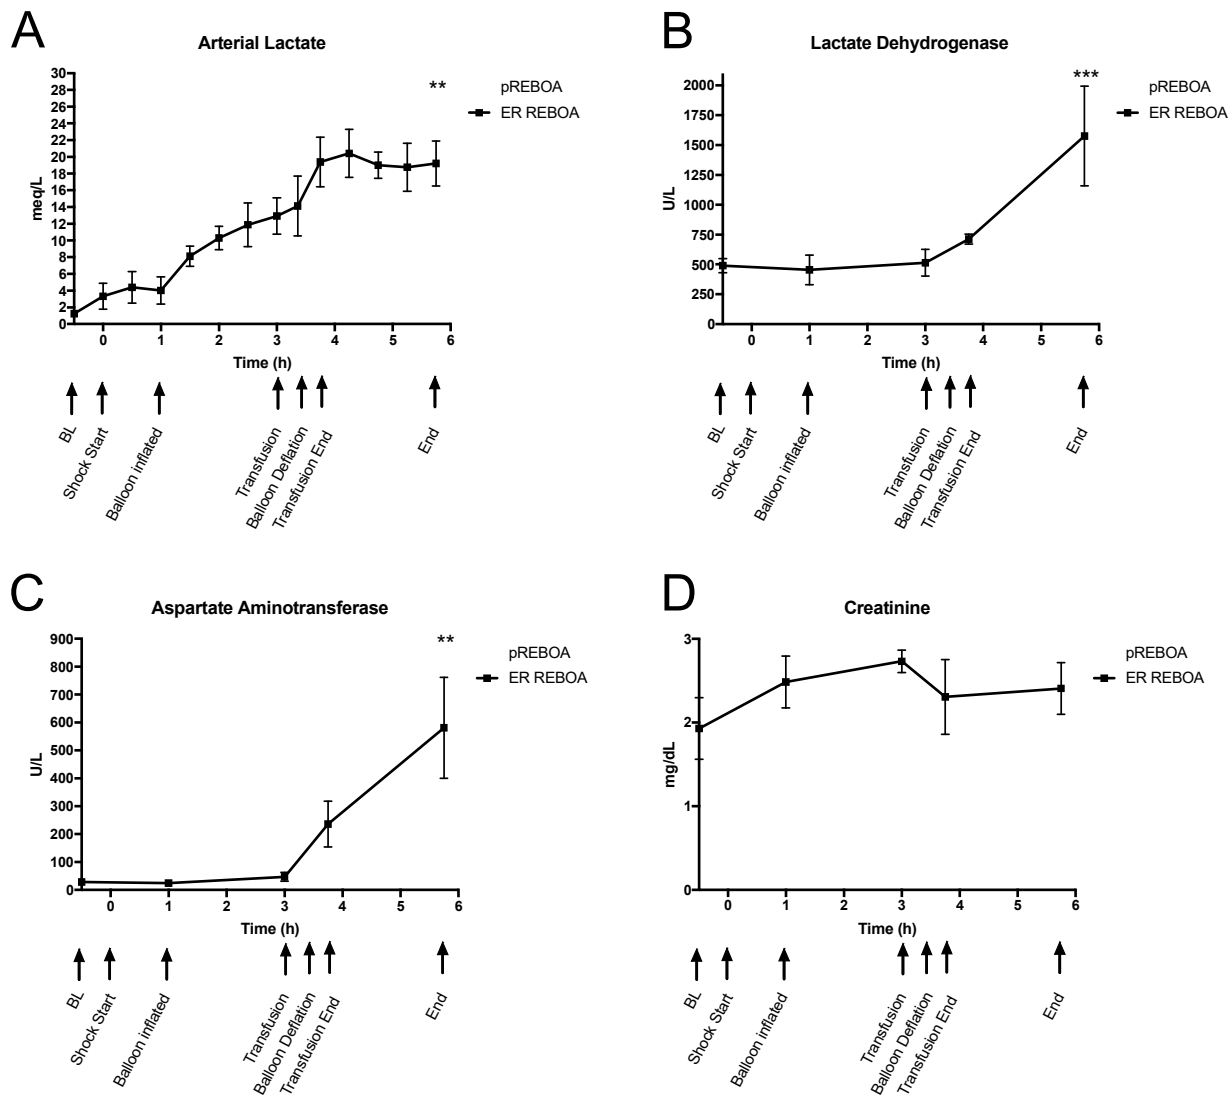 A
Arterial Lactate
30
28
26
24
22
20
18
16
14
12
10
8
6
4
2
0
meq/L
**
pREBOA
ER REBOA
0 1 2 3 4 5 6
Time (h)
BL
Shock Start
Balloon inflated
Transfusion
Balloon Deflation
Transfusion End
End
B
Lactate Dehydrogenase
2000
1750
1500
1250
1000
750
500
250
0
U/L
***
pREBOA
ER REBOA
0 1 2 3 4 5 6
Time (h)
BL
Shock Start
Balloon inflated
Transfusion
Balloon Deflation
Transfusion End
End
C
Aspartate Aminotransferase
900
800
700
600
500
400
300
200
100
0
U/L
**
pREBOA
ER REBOA
0 1 2 3 4 5 6
Time (h)
BL
Shock Start
Balloon inflated
Transfusion
Balloon Deflation
Transfusion End
End
D
Creatinine
3
2
1
0
mg/dL
pREBOA
ER REBOA
0 1 2 3 4 5 6
Time (h)
BL
Shock Start
Balloon inflated
Transfusion
Balloon Deflation
Transfusion End
End